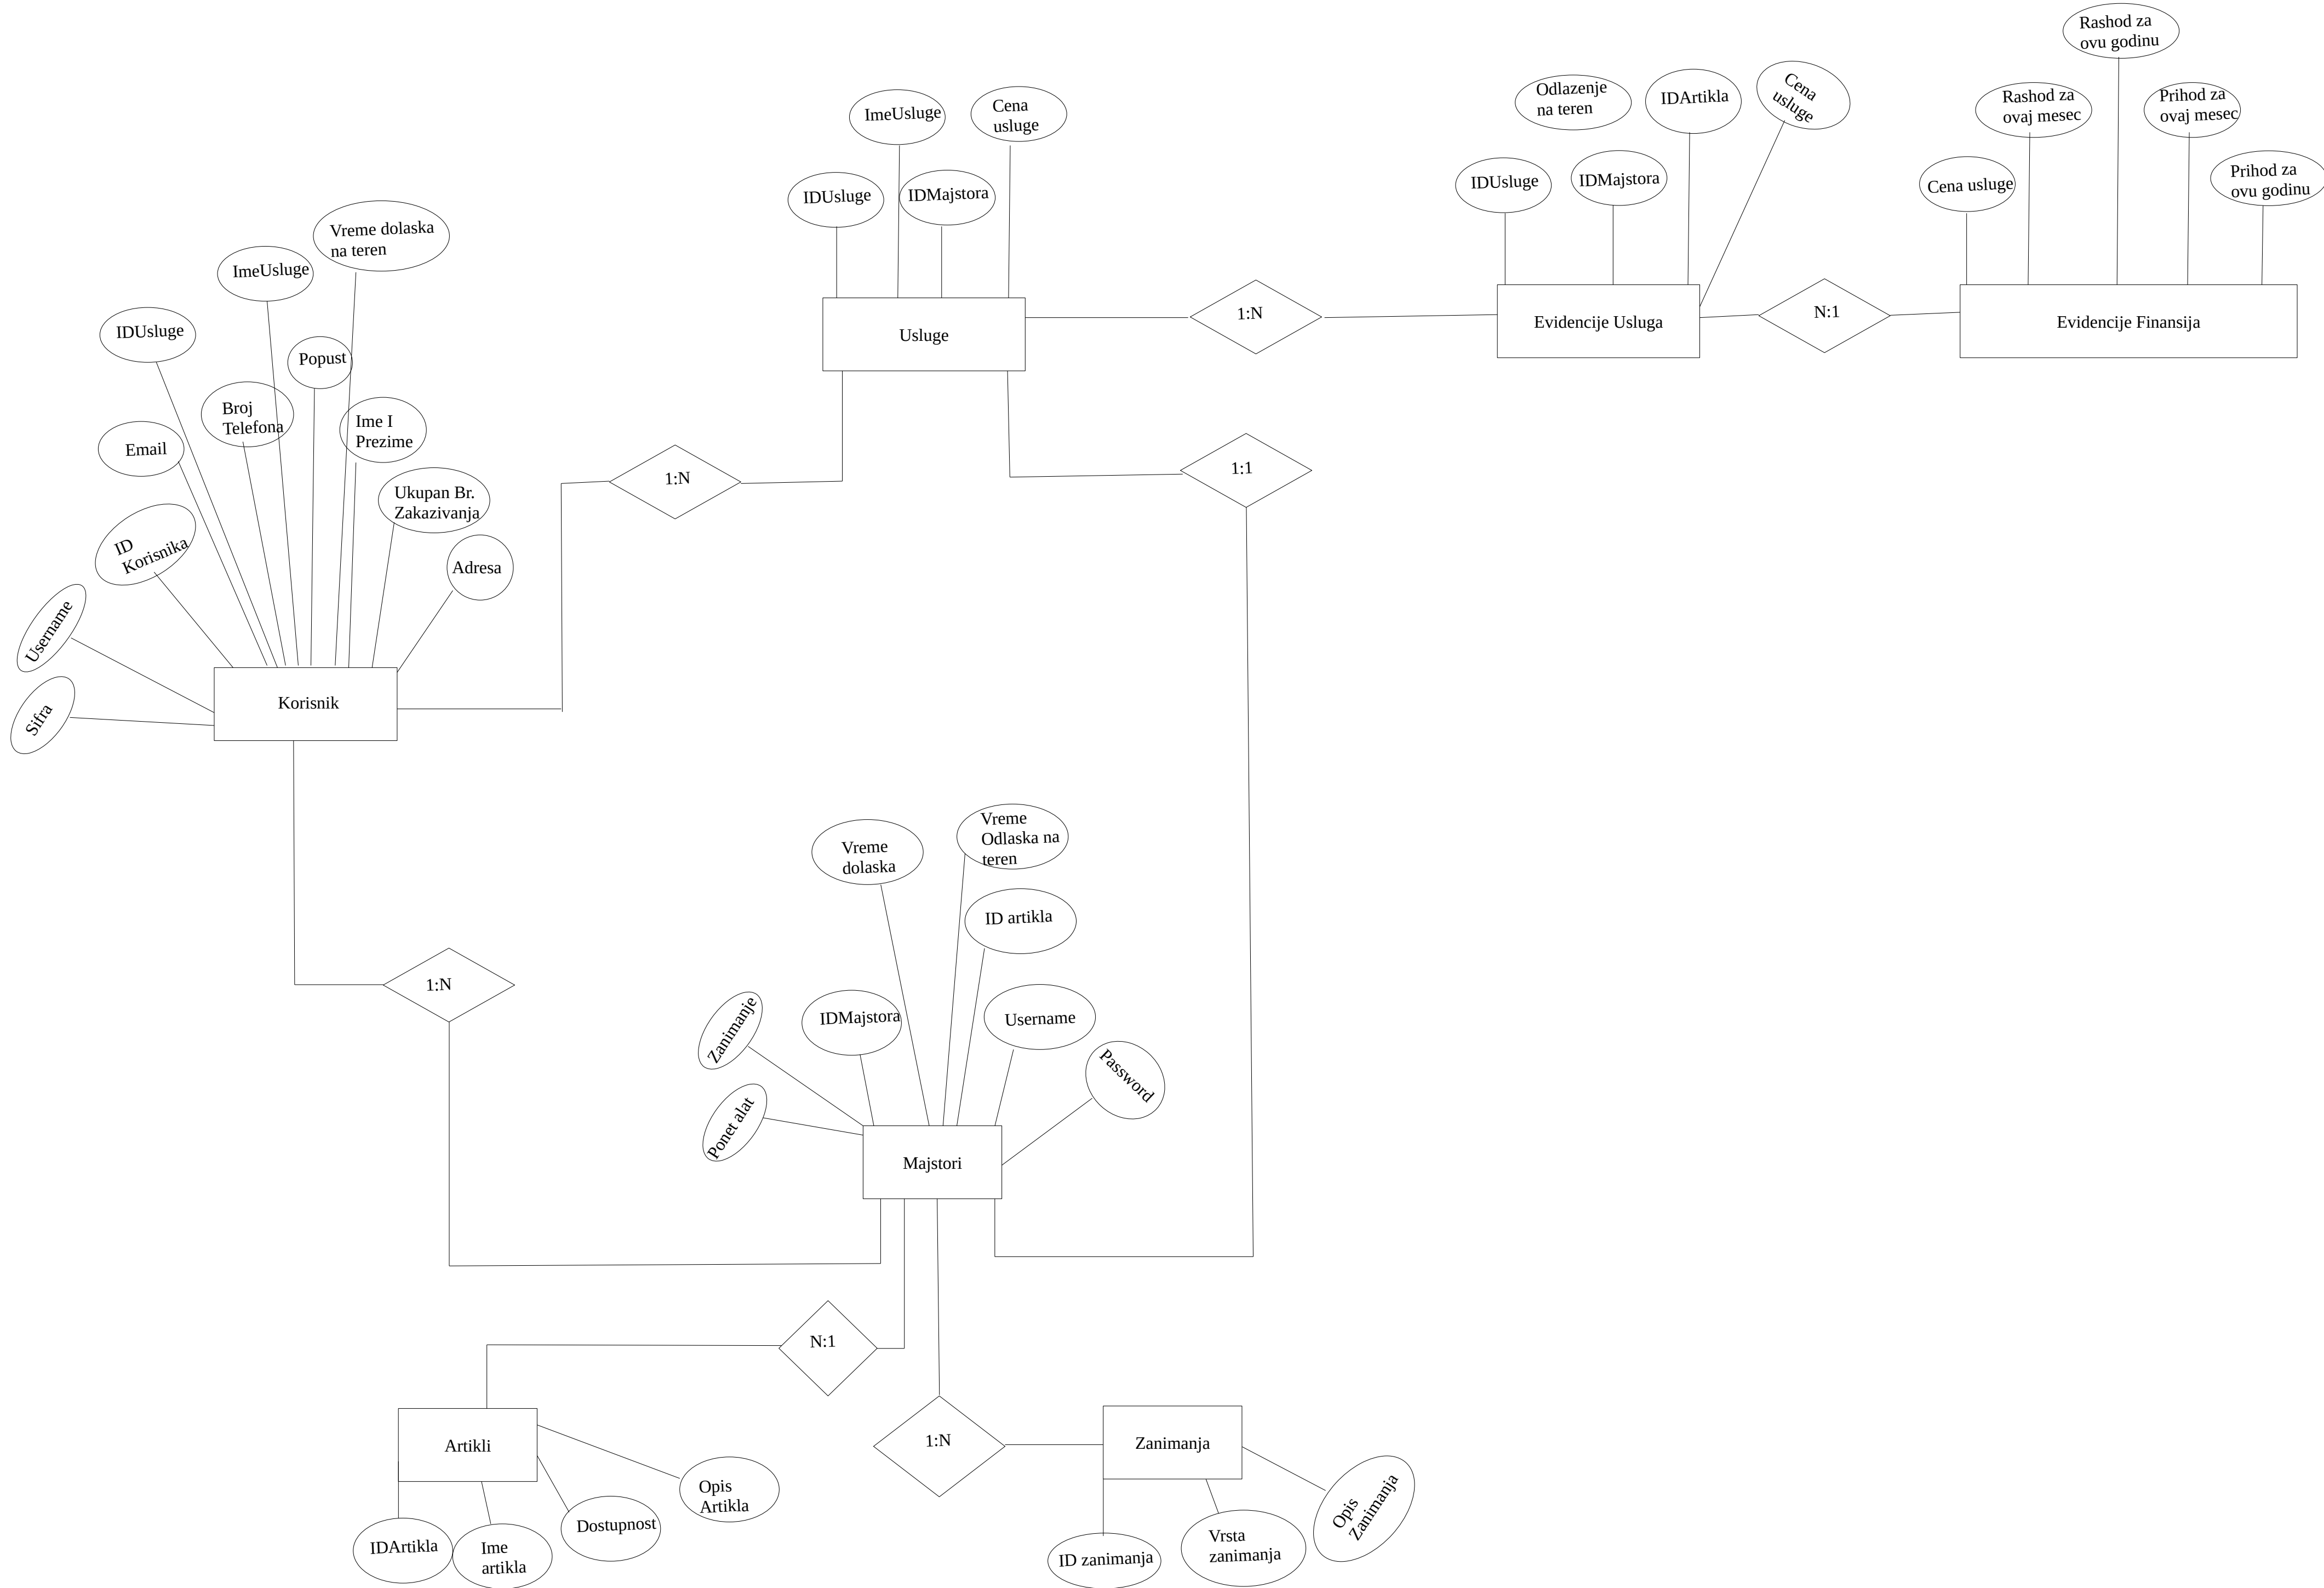 Rashod za
ovu godinu
Odlazenje
na teren
IDArtikla
Cena
usluge
Rashod za
ovaj mesec
Prihod za
ovaj mesec
ImeUsluge
Cena
usluge
IDUsluge
IDMajstora
Cena usluge
Prihod za
ovu godinu
IDUsluge
IDMajstora
Vreme dolaska
na teren
ImeUsluge
IDUsluge
Popust
Usluge
1:N
Evidencije Usluga
N:1
Evidencije Finansija
Broj
Telefona
Ime I
Prezime
Email
1:N
1:1
Ukupan Br.
Zakazivanja
ID
Korisnika
Adresa
Username
Sifra
Korisnik
Vreme
dolaska
Vreme
Odlaska na
teren
ID artikla
1:N
Zanimanje
IDMajstora
Username
Password
Ponet alat
Majstori
N:1
Artikli
1:N
Zanimanja
Opis
Artikla
Opis
Zanimanja
IDArtikla
Ime
artikla
Dostupnost
ID zanimanja
Vrsta
zanimanja